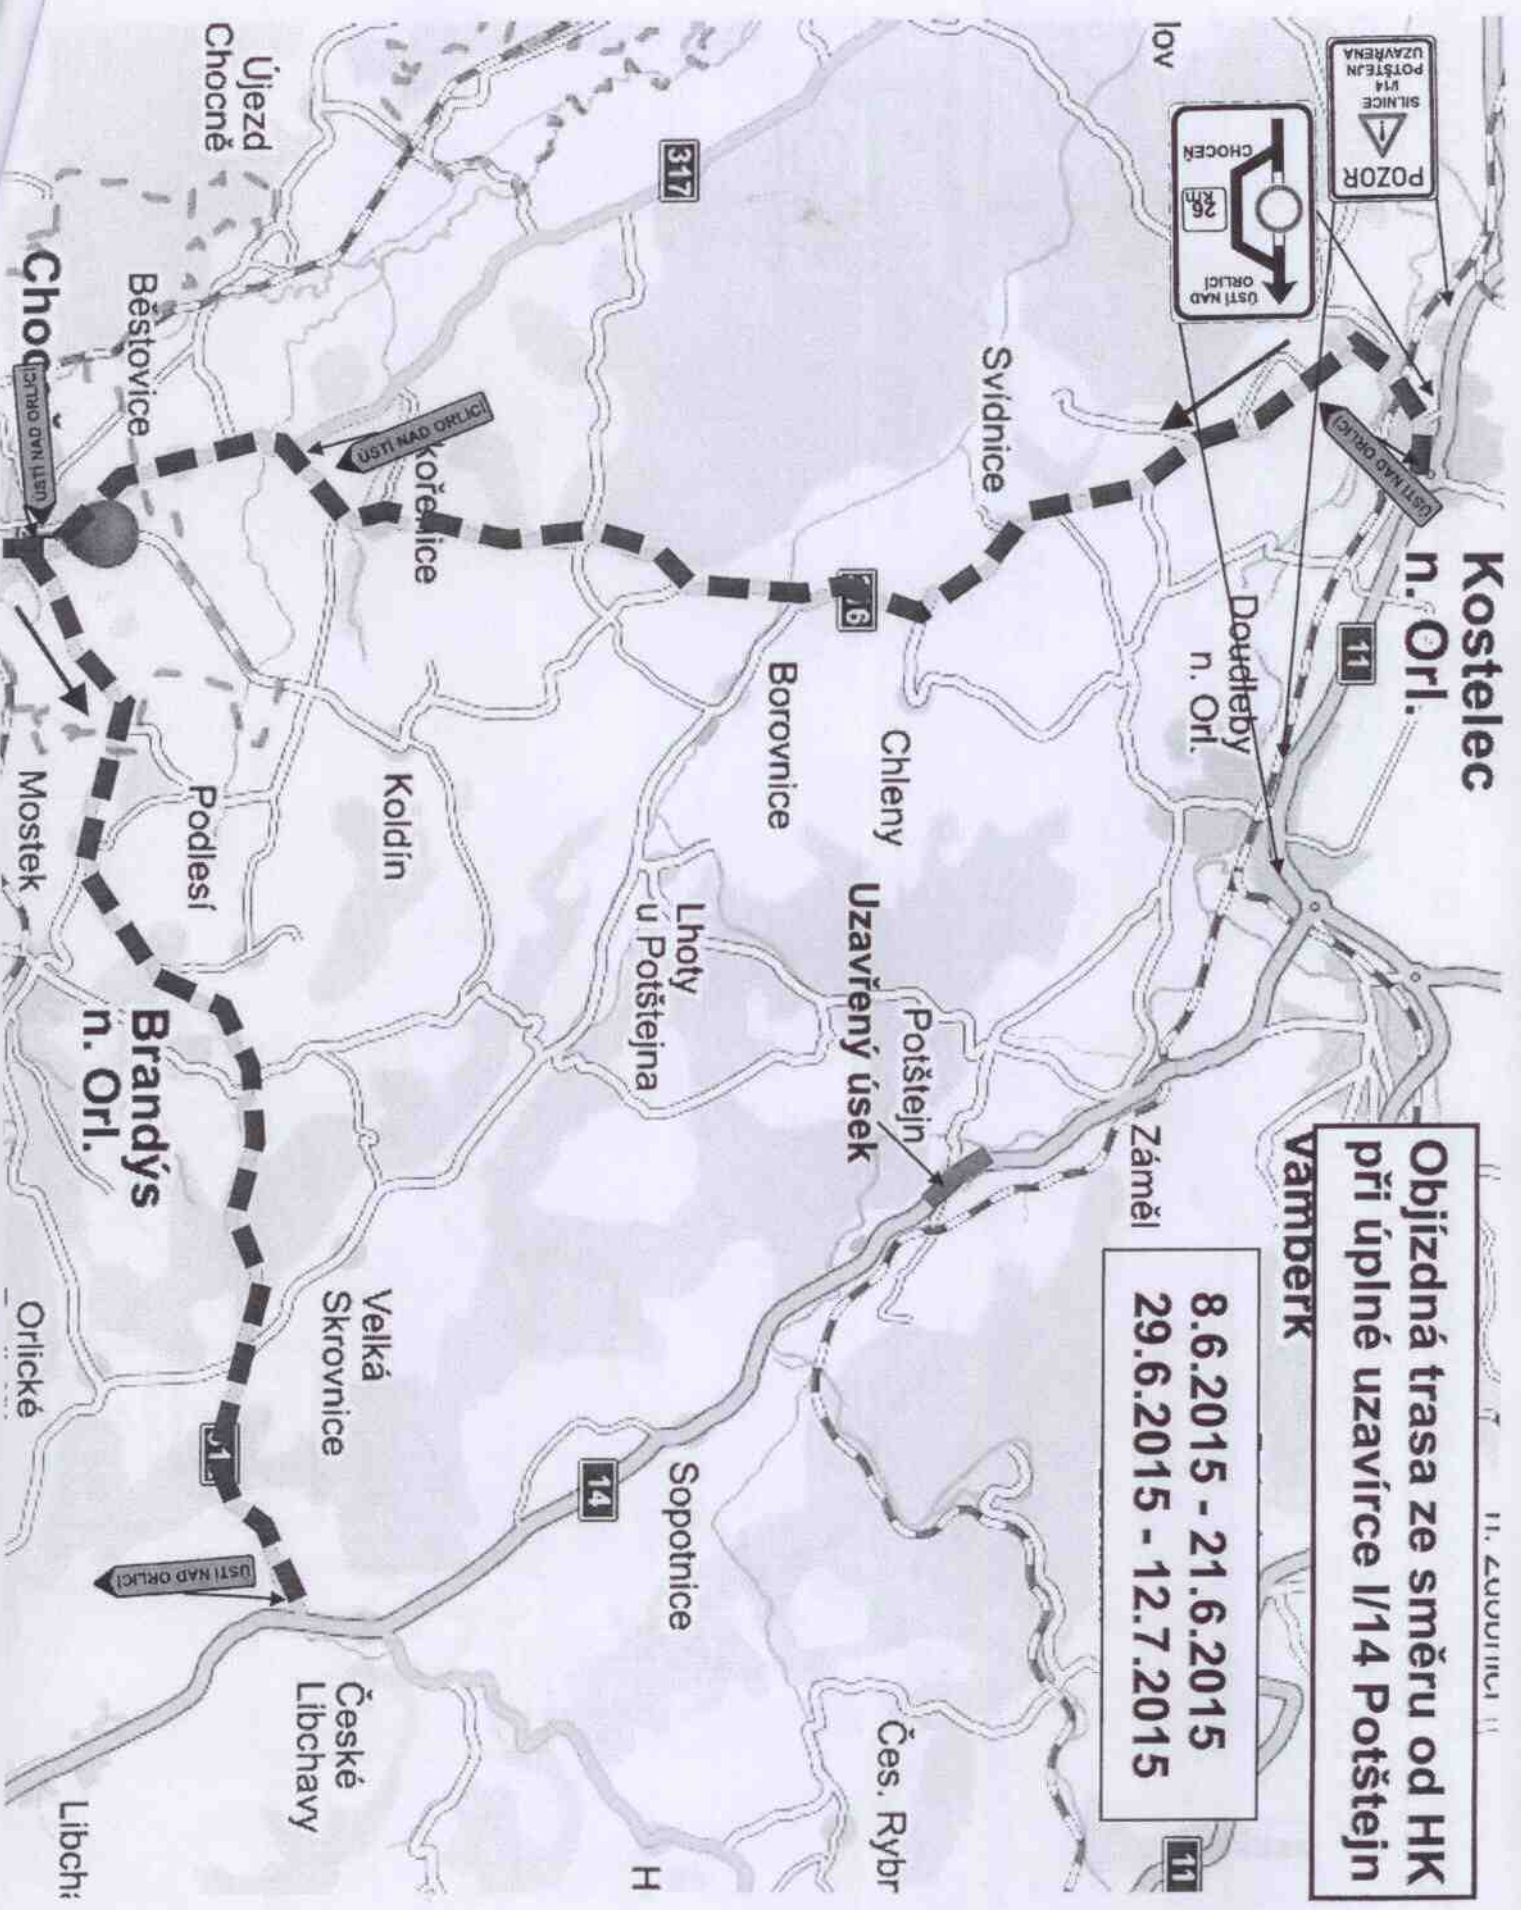 Objízdná trasa ze směru od HK
při úplné uzavírce I/14 Potštejn
8.6.2015 - 21.6.2015
29.6.2015 - 12.7.2015
POZOR
SILNICE
I/14
POTŠTEJN
UZAVŘENA
ÚSTÍ NAD
ORLICÍ
26
km
CHOCEŇ
Kostelec
n. Orl.
ÚSTÍ NAD ORLICÍ
11
Doudleby
n. Orl.
Vamberk
11
Záměl
Svídnice
Chleny
Potštejn
Uzavřený úsek
Čes. Rybr
Borovnice
317
Lhoty
u Potštejna
Sopotnice
14
H
ÚSTÍ NAD ORLICÍ
Koldín
Velká
Skrovnice
České
Libchavy
Újezd
Chocně
Běstovice
Podlesí
ÚSTÍ NAD ORLICÍ
Brandýs
n. Orl.
ÚSTÍ NAD ORLICÍ
Mostek
Orlické